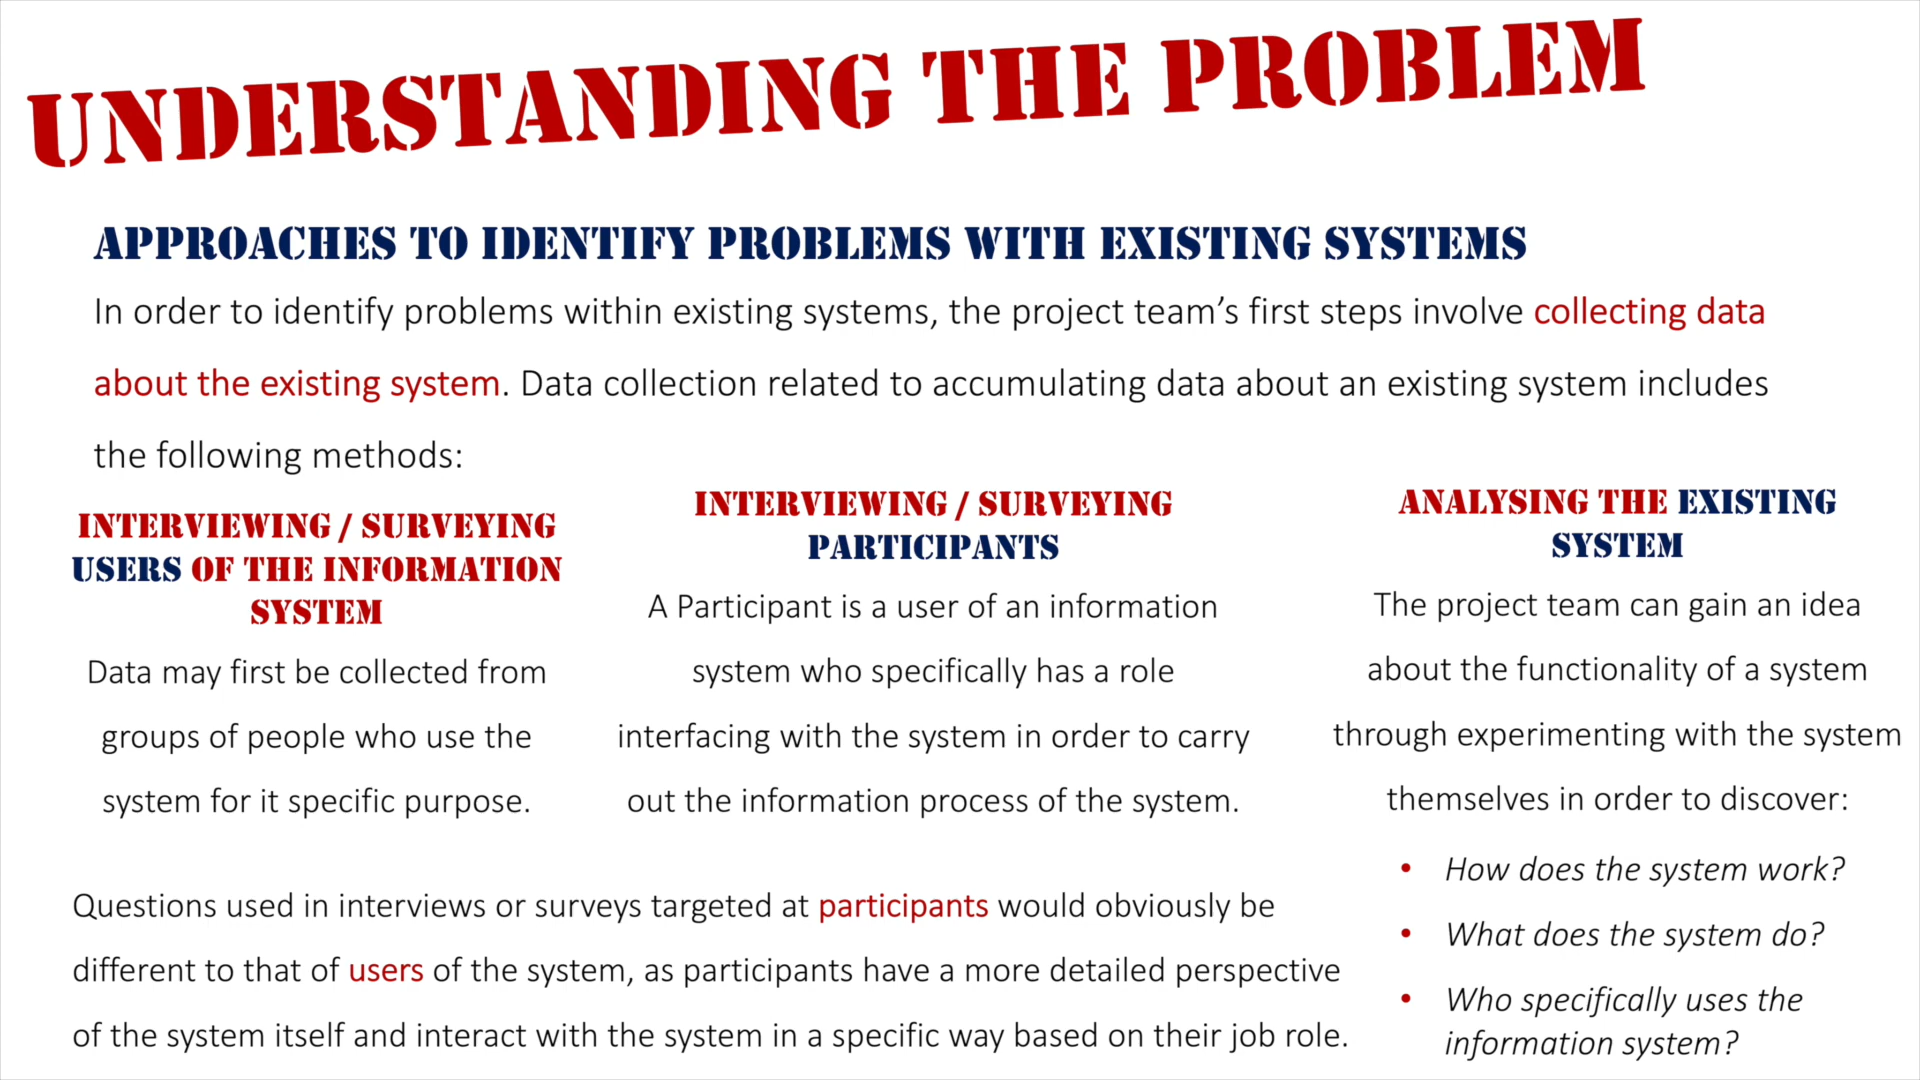 UNDERSTANDING THE PROBLEM
APPROACHES TO IDENTIFY PROBLEMS WITH EXISTING SYSTEMS
In order to identify problems within existing systems, the project team’s first steps involve collecting data
about the existing system. Data collection related to accumulating data about an existing system includes
the following methods:
INTERVIEWING / SURVEYING
USERS OF THE INFORMATION
SYSTEM
Data may first be collected from
groups of people who use the
system for it specific purpose.
INTERVIEWING / SURVEYING
PARTICIPANTS
A Participant is a user of an information
system who specifically has a role
interfacing with the system in order to carry
out the information process of the system.
Questions used in interviews or surveys targeted at participants would obviously be
different to that of users of the system, as participants have a more detailed perspective
of the system itself and interact with the system in a specific way based on their job role.
ANALYSING THE EXISTING
SYSTEM
The project team can gain an idea
about the functionality of a system
through experimenting with the system
themselves in order to discover:
• How does the system work?
• What does the system do?
• Who specifically uses the
information system?